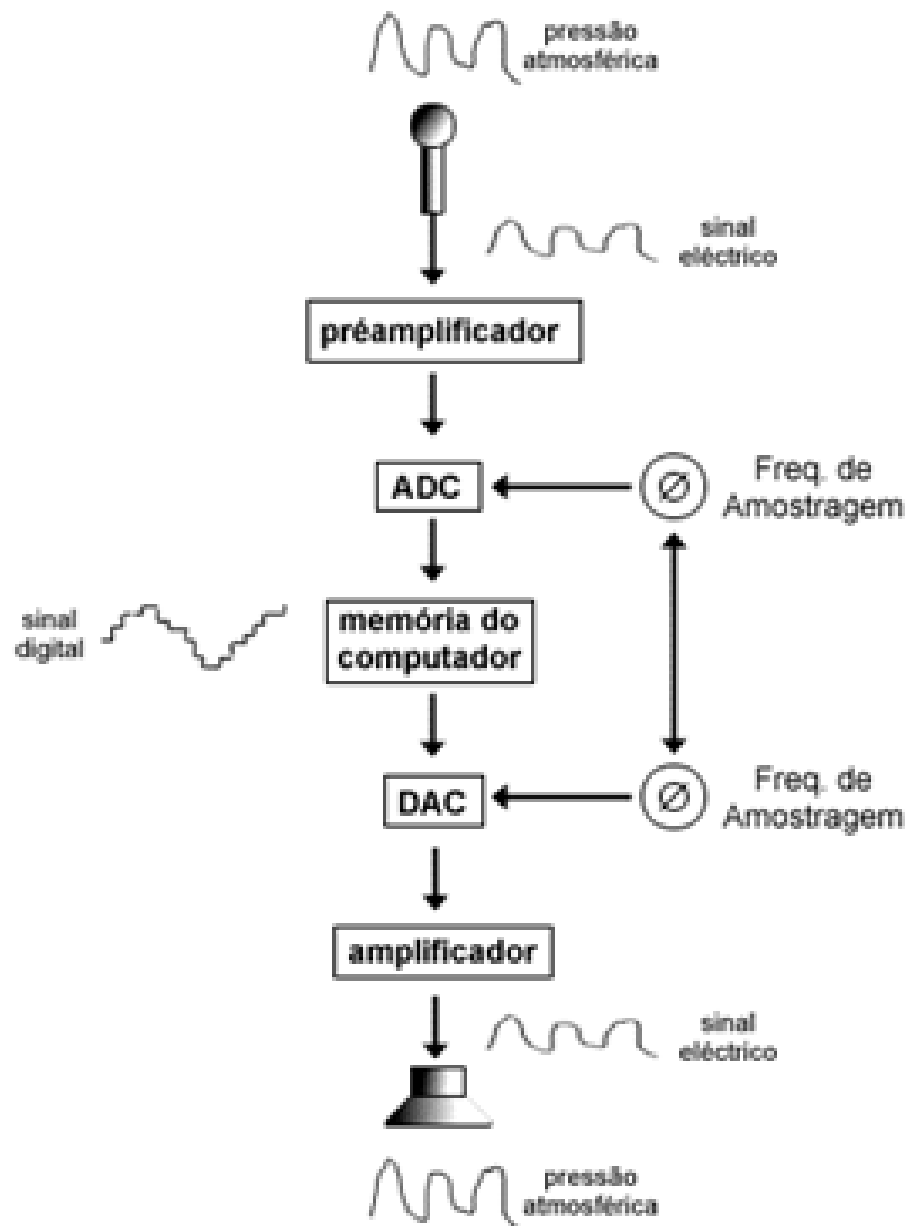 pressão
atmosférica
sinal
eléctrico
préamplificador
ADC
Freq. de
Amostragem
sinal
digital
memória do
computador
DAC
Freq. de
Amostragem
amplificador
sinal
eléctrico
pressão
atmosférica